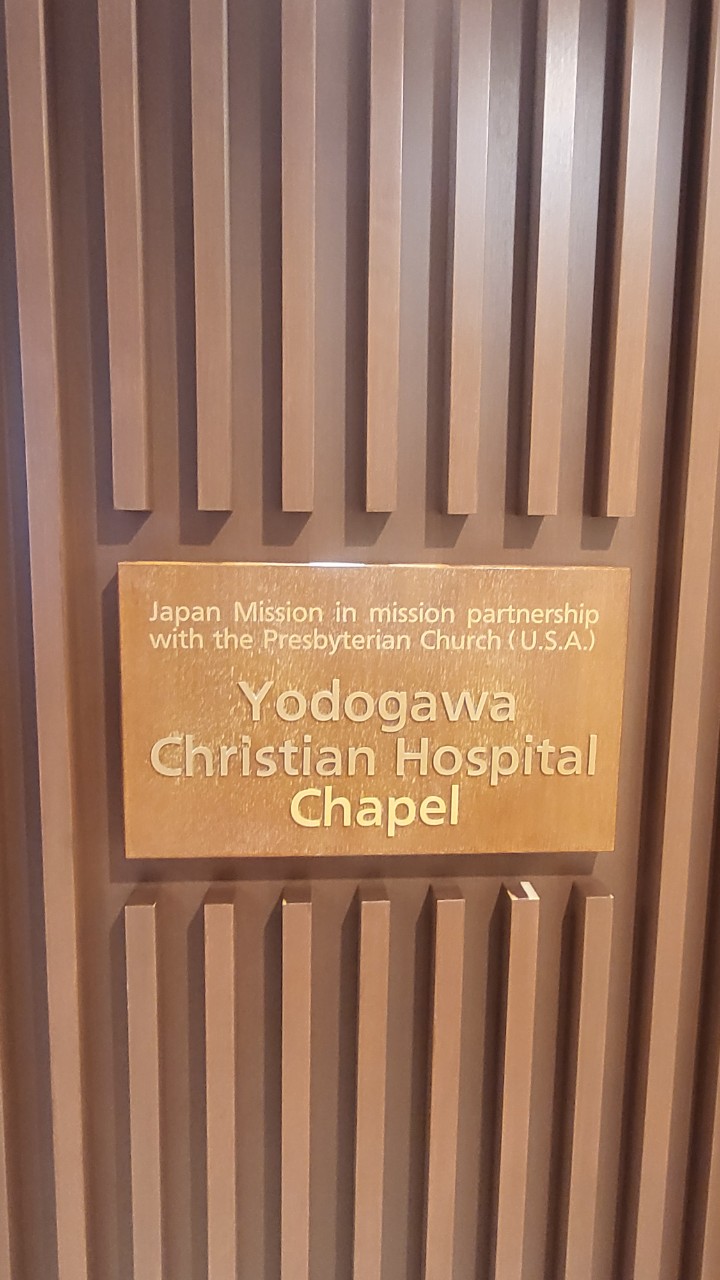 Japan Mission in mission partnership
with the Presbyterian Church (U.S.A.)
Yodogawa
Christian Hospital
Chapel